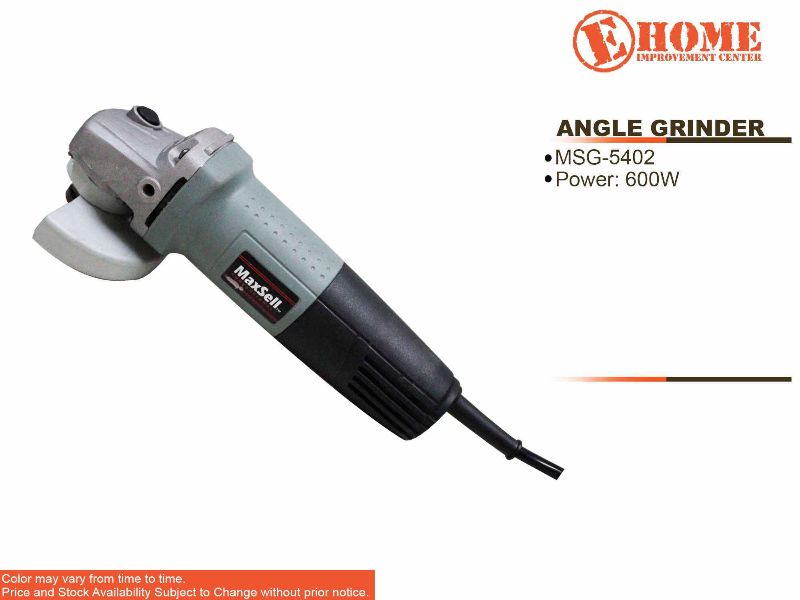 E HOME
IMPROVEMENT CENTER
ANGLE GRINDER
•MSG-5402
•Power: 600W
MaxSell
Color may vary from time to time.
Price and Stock Availability Subject to Change without prior notice.